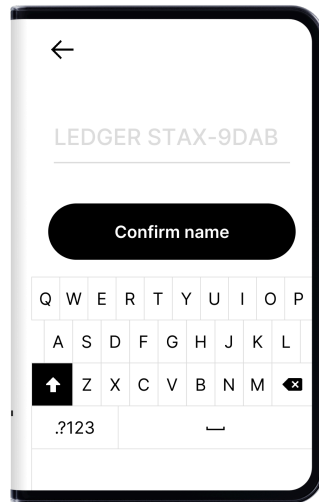 LEDGER STAX-9DAB
Confirm name
Q W E R T Y U I O P
A S D F G H J K L
Z X C V B N M
.?123